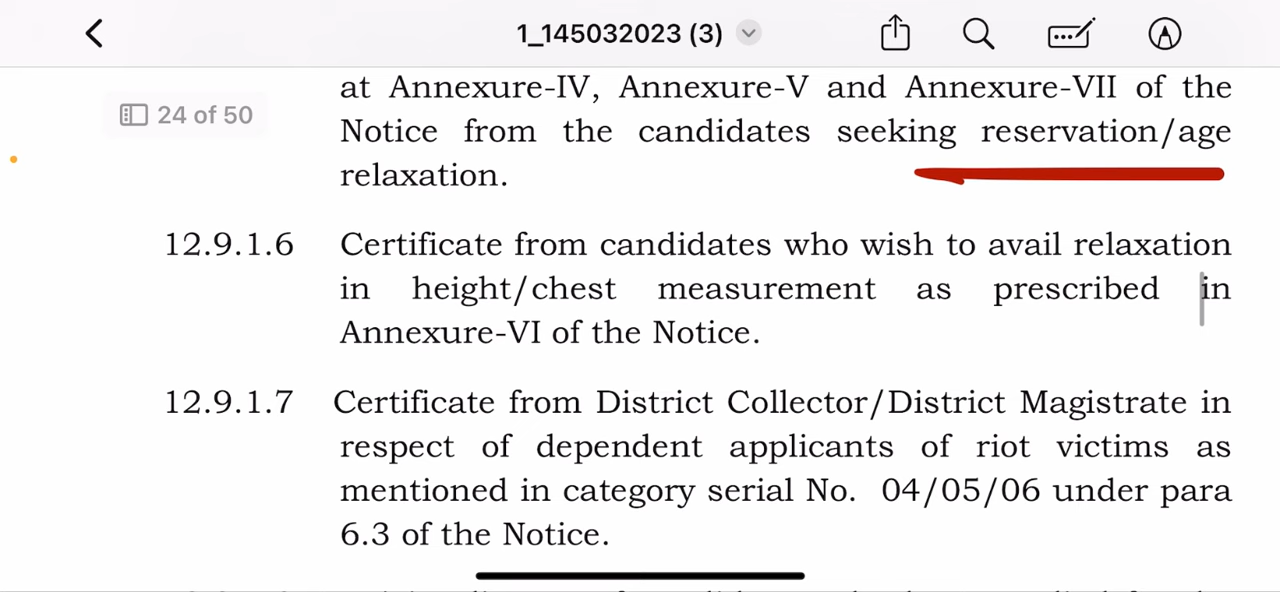 1_145032023 (3)
24 of 50
at Annexure-IV, Annexure-V and Annexure-VII of the
Notice from the candidates seeking reservation/age
relaxation.
12.9.1.6 Certificate from candidates who wish to avail relaxation
in height/chest measurement as prescribed in
Annexure-VI of the Notice.
12.9.1.7 Certificate from District Collector/District Magistrate in
respect of dependent applicants of riot victims as
mentioned in category serial No. 04/05/06 under para
6.3 of the Notice.